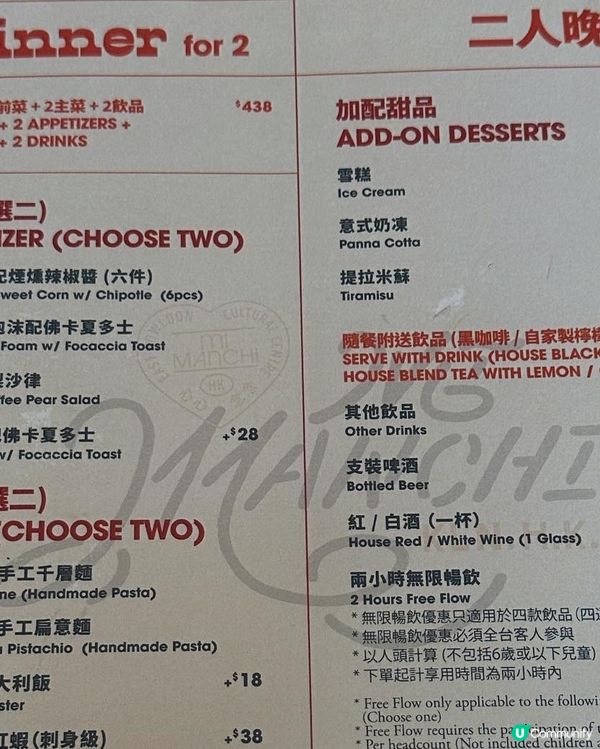 inner for 2
前菜 + 2主菜 + 2飲品 $438
+ 2 APPETIZERS +
+ 2 DRINKS
選二)
IZER (CHOOSE TWO)
配煙燻辣椒醬 (六件)
weet Corn w/ Chipotle (6pcs)
泡沫配佛卡夏多士
Foam w/ Focaccia Toast
沙律
fee Pear Salad
佛卡夏多士 +$28
w/ Focaccia Toast
選二)
(CHOOSE TWO)
手工千層麵
ne (Handmade Pasta)
手工扁意麵
Pistachio (Handmade Pasta)
大利飯 +$18
ster
紅蝦 (刺身級) +$38
二人晚
加配甜品
ADD-ON DESSERTS
雪糕
Ice Cream
意式奶凍
Panna Cotta
提拉米蘇
Tiramisu
隨餐附送飲品 (黑咖啡 / 自家製檸檬
SERVE WITH DRINK (HOUSE BLACK
HOUSE BLEND TEA WITH LEMON /
其他飲品
Other Drinks
支裝啤酒
Bottled Beer
紅 / 白酒 (一杯)
House Red / White Wine (1 Glass)
兩小時無限暢飲
2 Hours Free Flow
* 無限暢飲優惠只適用於四款飲品 (四
* 無限暢飲優惠必須全台客人參與
* 以人頭計算 (不包括6歲或以下兒童)
* 下單起計享用時間為兩小時內
* Free Flow only applicable to the followi
(Choose one)
* Free Flow requires the participation of
* Per headcount (Not included children
MI
MANCHI
HK
CULTURAL
MANCHI
H.K.
U Community